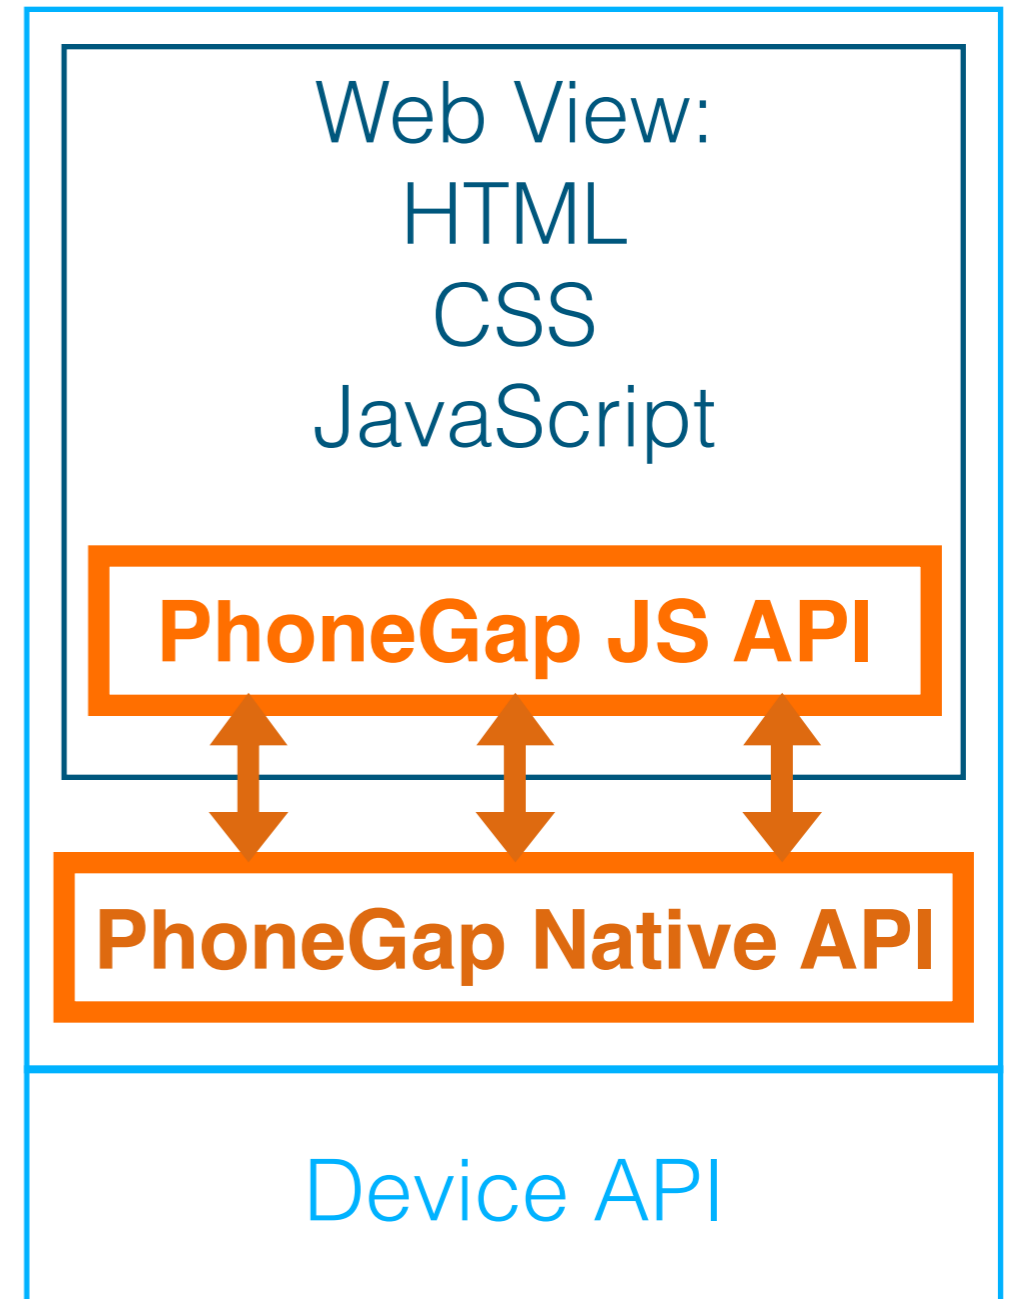 Web View:
HTML
CSS
JavaScript
PhoneGap JS API
PhoneGap Native API
Device API